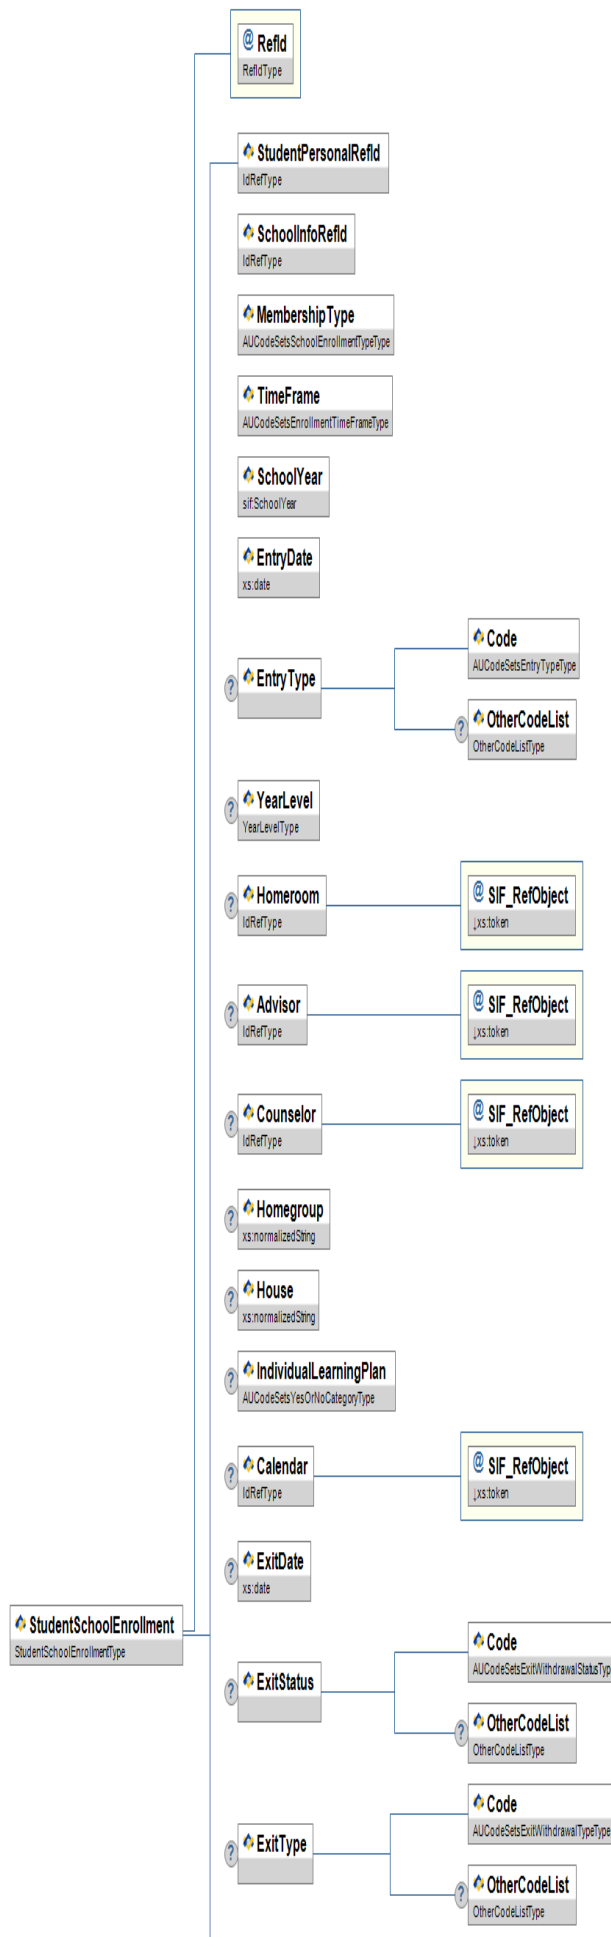 @ RefId
RefIdType
StudentPersonalRefId
IdRefType
SchoolInfoRefId
IdRefType
MembershipType
AUCodeSetsSchoolEnrollmentTypeType
TimeFrame
AUCodeSetsEnrollmentTimeFrameType
SchoolYear
sif:SchoolYear
EntryDate
xs:date
? EntryType
Code
AUCodeSetsEntryTypeType
? OtherCodeList
OtherCodeListType
? YearLevel
YearLevelType
? Homeroom
IdRefType
@ SIF_RefObject
↓xs:token
? Advisor
IdRefType
@ SIF_RefObject
↓xs:token
? Counselor
IdRefType
@ SIF_RefObject
↓xs:token
? Homegroup
xs:normalizedString
? House
xs:normalizedString
? IndividualLearningPlan
AUCodeSetsYesOrNoCategoryType
? Calendar
IdRefType
@ SIF_RefObject
↓xs:token
? ExitDate
xs:date
StudentSchoolEnrollment
StudentSchoolEnrollmentType
? ExitStatus
Code
AUCodeSetsExitWithdrawalStatusTyp
? OtherCodeList
OtherCodeListType
? ExitType
Code
AUCodeSetsExitWithdrawalTypeType
? OtherCodeList
OtherCodeListType